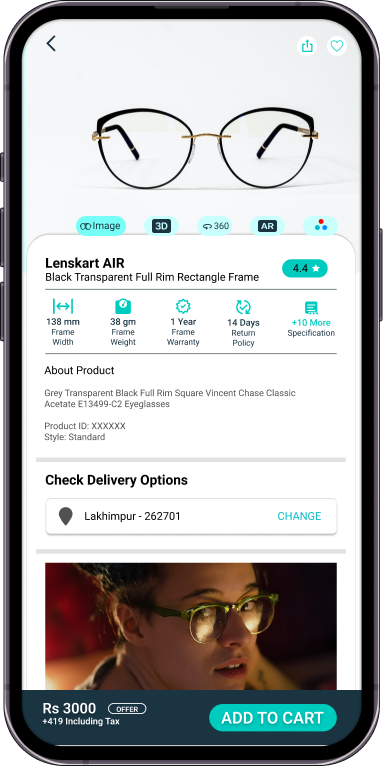 Image
3D
360
AR
Lenskart AIR
Black Transparent Full Rim Rectangle Frame
4.4
138 mm
Frame
Width
38 gm
Frame
Weight
1 Year
Frame
Warranty
14 Days
Return
Policy
+10 More
Specification
About Product
Grey Transparent Black Full Rim Square Vincent Chase Classic
Acetate E13499-C2 Eyeglasses
Product ID: XXXXXX
Style: Standard
Check Delivery Options
Lakhimpur - 262701
CHANGE
Rs 3000
OFFER
+419 Including Tax
ADD TO CART